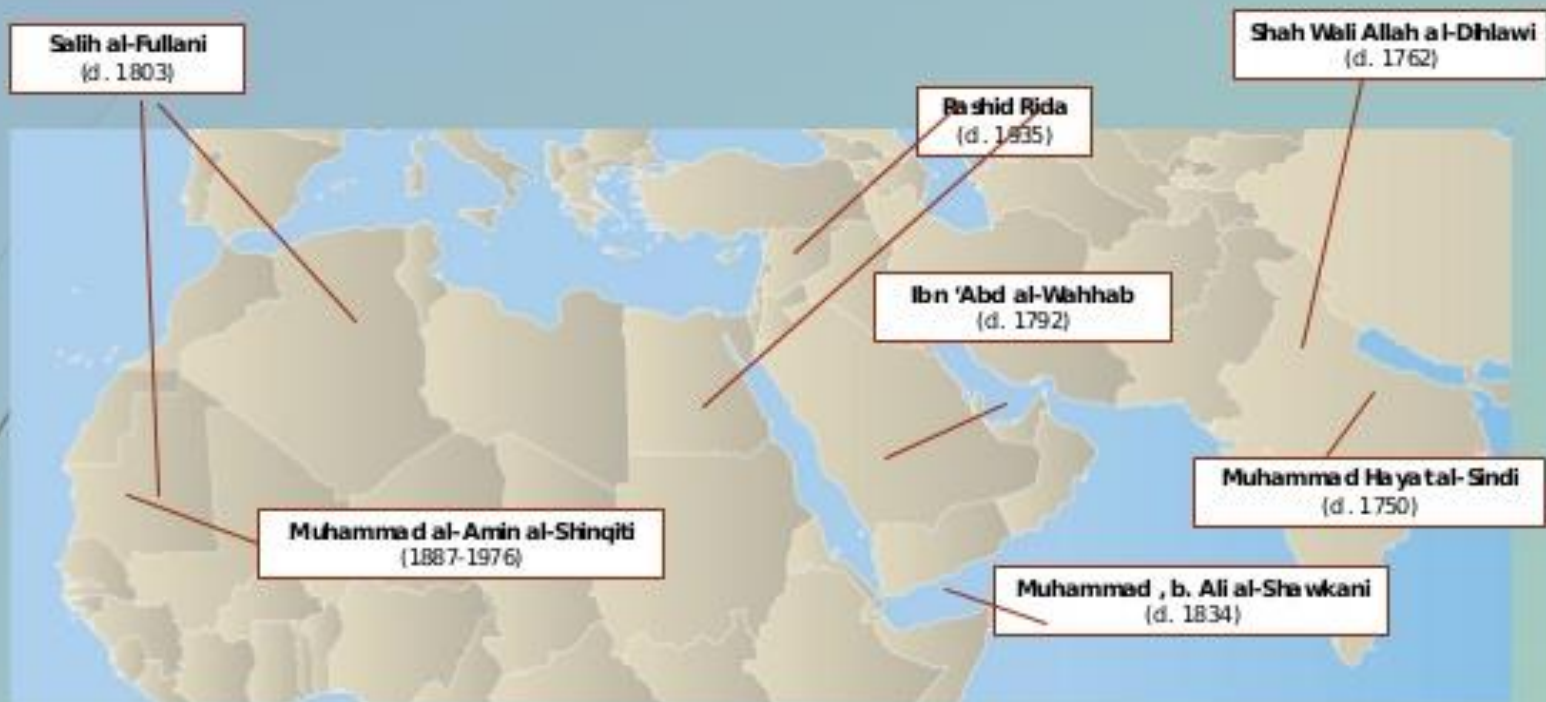 Salih al-Fullani
(d. 1803)
Shah Wali Allah al-Dihlawi
(d. 1762)
Rashid Rida
(d. 1935)
Ibn 'Abd al-Wahhab
(d. 1792)
Muhammad Hayat al-Sindi
(d. 1750)
Muhammad al-Amin al-Shinqiti
(1887-1976)
Muhammad , b. Ali al-Shawkani
(d. 1834)